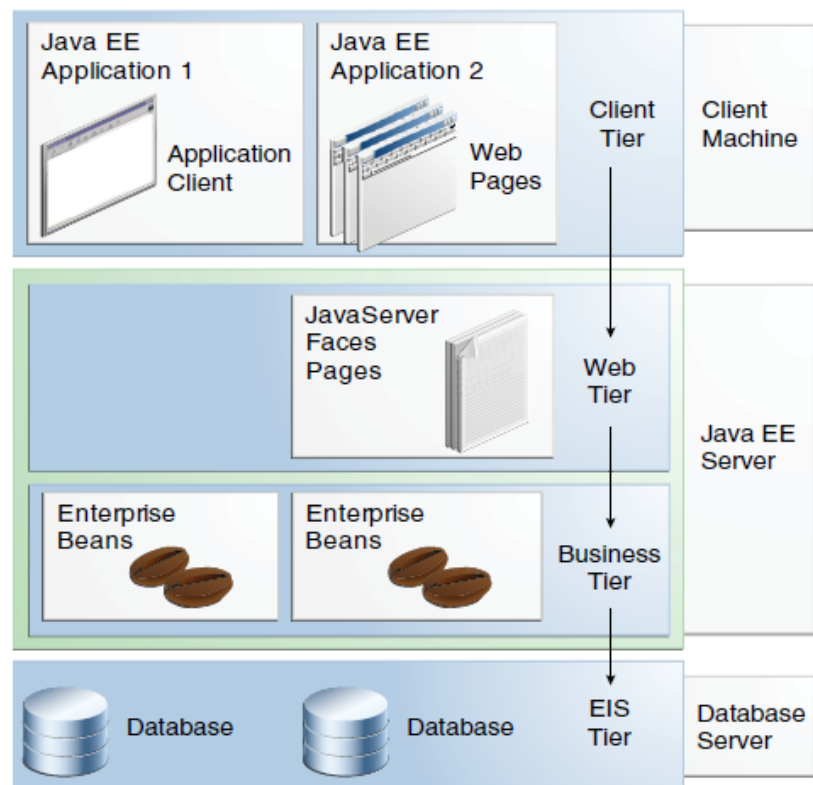 Java EE
Application 1
Application
Client
Java EE
Application 2
Web
Pages
Client
Tier
Client
Machine
JavaServer
Faces
Pages
Web
Tier
Java EE
Server
Enterprise
Beans
Enterprise
Beans
Business
Tier
Database
Database
EIS
Tier
Database
Server